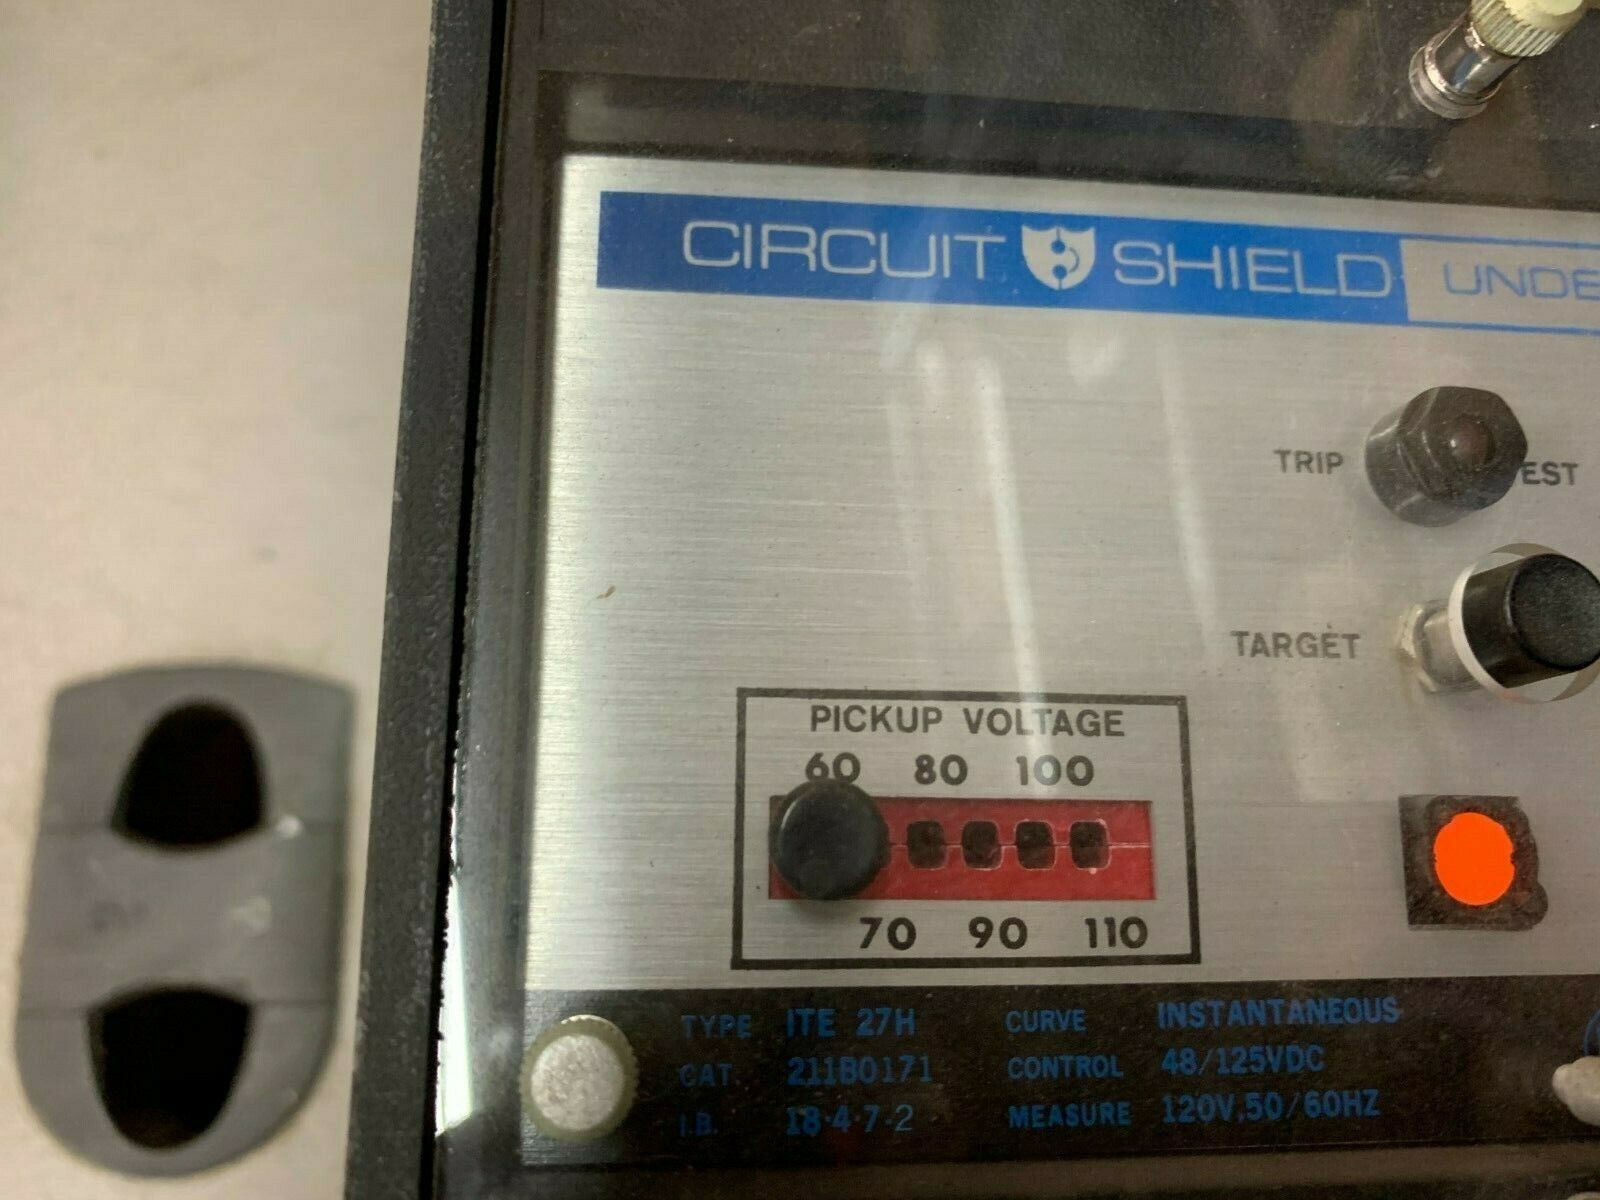 CIRCUIT SHIELD UNDE
TRIP EST
TARGET
PICKUP VOLTAGE
60 80 100
70 90 110
TYPE ITE 27H CURVE INSTANTANEOUS
CAT. 211B0171 CONTROL 48/125VDC
I.B. 18-4-7-2 MEASURE 120V,50/60HZ